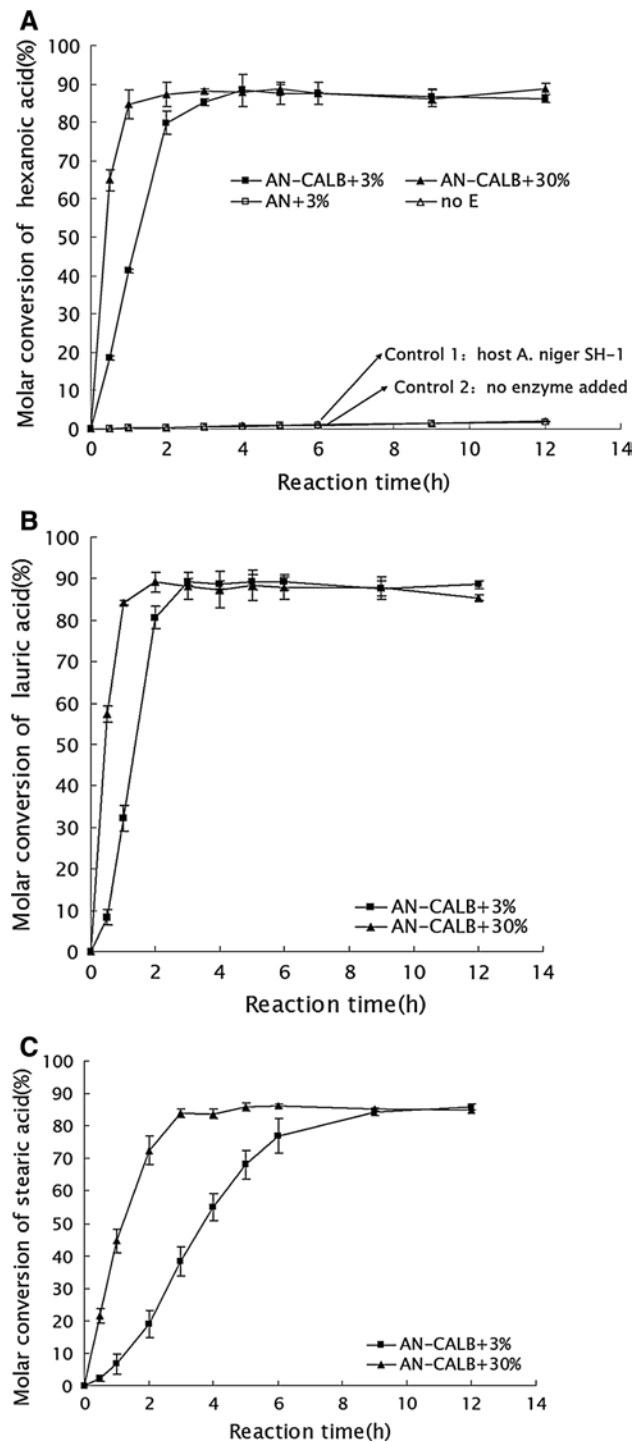 A
Molar conversion of hexanoic acid(%)
100
90
80
70
60
50
40
30
20
10
0
AN-CALB+3% AN-CALB+30%
AN+3% no E
Control 1: host A. niger SH-1
Control 2: no enzyme added
0 2 4 6 8 10 12 14
Reaction time(h)
B
Molar conversion of lauric acid(%)
100
90
80
70
60
50
40
30
20
10
0
AN-CALB+3%
AN-CALB+30%
0 2 4 6 8 10 12 14
Reaction time(h)
C
Molar conversion of stearic acid(%)
100
90
80
70
60
50
40
30
20
10
0
AN-CALB+3%
AN-CALB+30%
0 2 4 6 8 10 12 14
Reaction time(h)